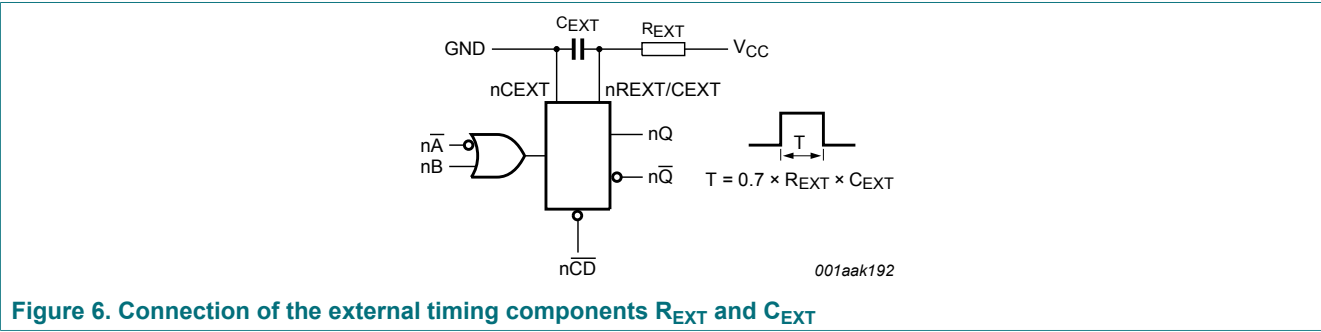 CEXT
REXT
GND
VCC
nCEXT
nREXT/CEXT
nA̅
nB
nQ
nQ̅
T
T = 0.7 × REXT × CEXT
nC̅D̅
001aak192
Figure 6. Connection of the external timing components REXT and CEXT